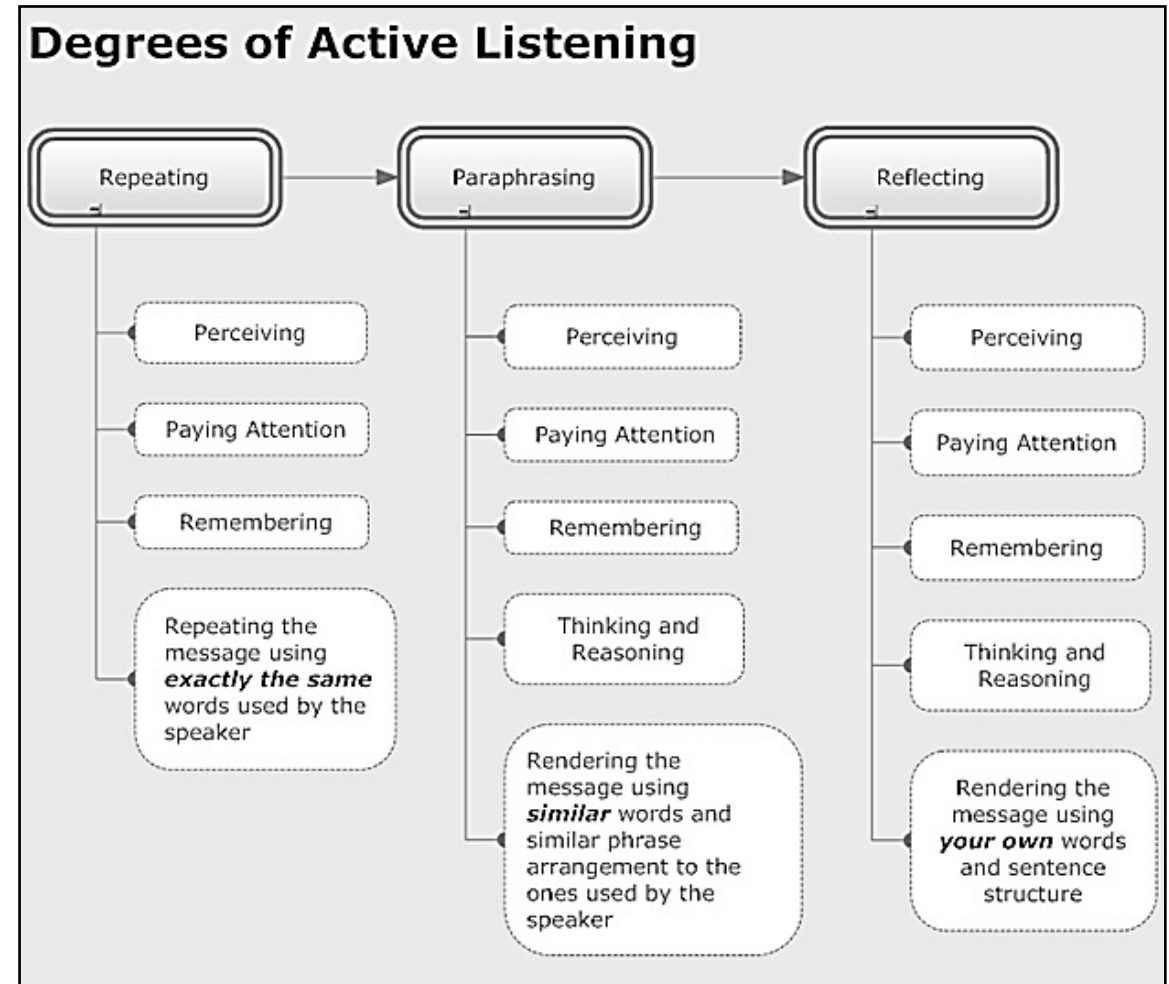 Degrees of Active Listening
Repeating
Perceiving
Paying Attention
Remembering
Repeating the
message using
exactly the same
words used by the
speaker
Paraphrasing
Perceiving
Paying Attention
Remembering
Thinking and
Reasoning
Rendering the
message using
similar words and
similar phrase
arrangement to the
ones used by the
speaker
Reflecting
Perceiving
Paying Attention
Remembering
Thinking and
Reasoning
Rendering the
message using
your own words
and sentence
structure